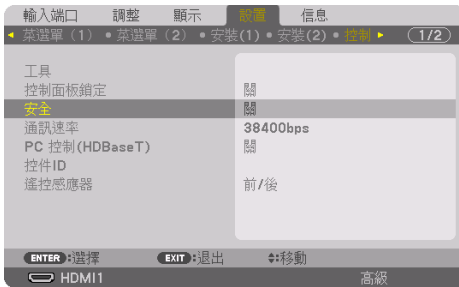 輸入端口 調整 顯示 設置 信息
菜選單（1） ● 菜選單（2） ● 安裝(1) ● 安裝(2) ● 控制 1/2
工具
控制面板鎖定 關
安全 關
通訊速率 38400bps
PC 控制(HDBaseT) 關
控件ID
遙控感應器 前/後
ENTER :選擇 EXIT :退出 :移動
HDMI1 高級